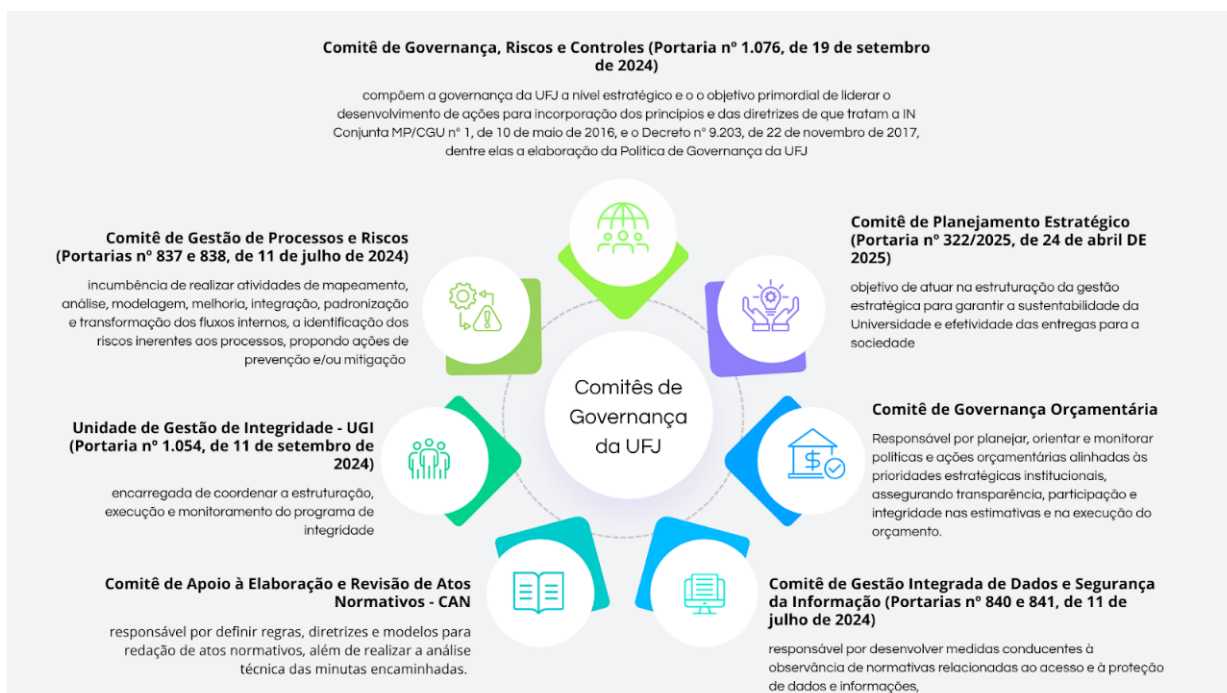 Comitê de Governança, Riscos e Controles (Portaria nº 1.076, de 19 de setembro
de 2024)
compõem a governança da UFJ a nível estratégico e o o objetivo primordial de liderar o
desenvolvimento de ações para incorporação dos princípios e das diretrizes de que tratam a IN
Conjunta MP/CGU nº 1, de 10 de maio de 2016, e o Decreto nº 9.203, de 22 de novembro de 2017,
dentre elas a elaboração da Política de Governança da UFJ
Comitê de Planejamento Estratégico
(Portaria nº 322/2025, de 24 de abril DE
2025)
objetivo de atuar na estruturação da gestão
estratégica para garantir a sustentabilidade da
Universidade e efetividade das entregas para a
sociedade
Comitê de Gestão de Processos e Riscos
(Portarias nº 837 e 838, de 11 de julho de 2024)
incumbência de realizar atividades de mapeamento,
análise, modelagem, melhoria, integração, padronização
e transformação dos fluxos internos, a identificação dos
riscos inerentes aos processos, propondo ações de
prevenção e/ou mitigação
Comitês de
Governança
da UFJ
Comitê de Governança Orçamentária
Responsável por planejar, orientar e monitorar
políticas e ações orçamentárias alinhadas às
prioridades estratégicas institucionais,
assegurando transparência, participação e
integridade nas estimativas e na execução do
orçamento.
Unidade de Gestão de Integridade - UGI
(Portaria nº 1.054, de 11 de setembro de
2024)
encarregada de coordenar a estruturação,
execução e monitoramento do programa de
integridade
Comitê de Apoio à Elaboração e Revisão de Atos
Normativos - CAN
responsável por definir regras, diretrizes e modelos para
redação de atos normativos, além de realizar a análise
técnica das minutas encaminhadas.
Comitê de Gestão Integrada de Dados e Segurança
da Informação (Portarias nº 840 e 841, de 11 de
julho de 2024)
responsável por desenvolver medidas conducentes à
observância de normativas relacionadas ao acesso e à proteção
de dados e informações,